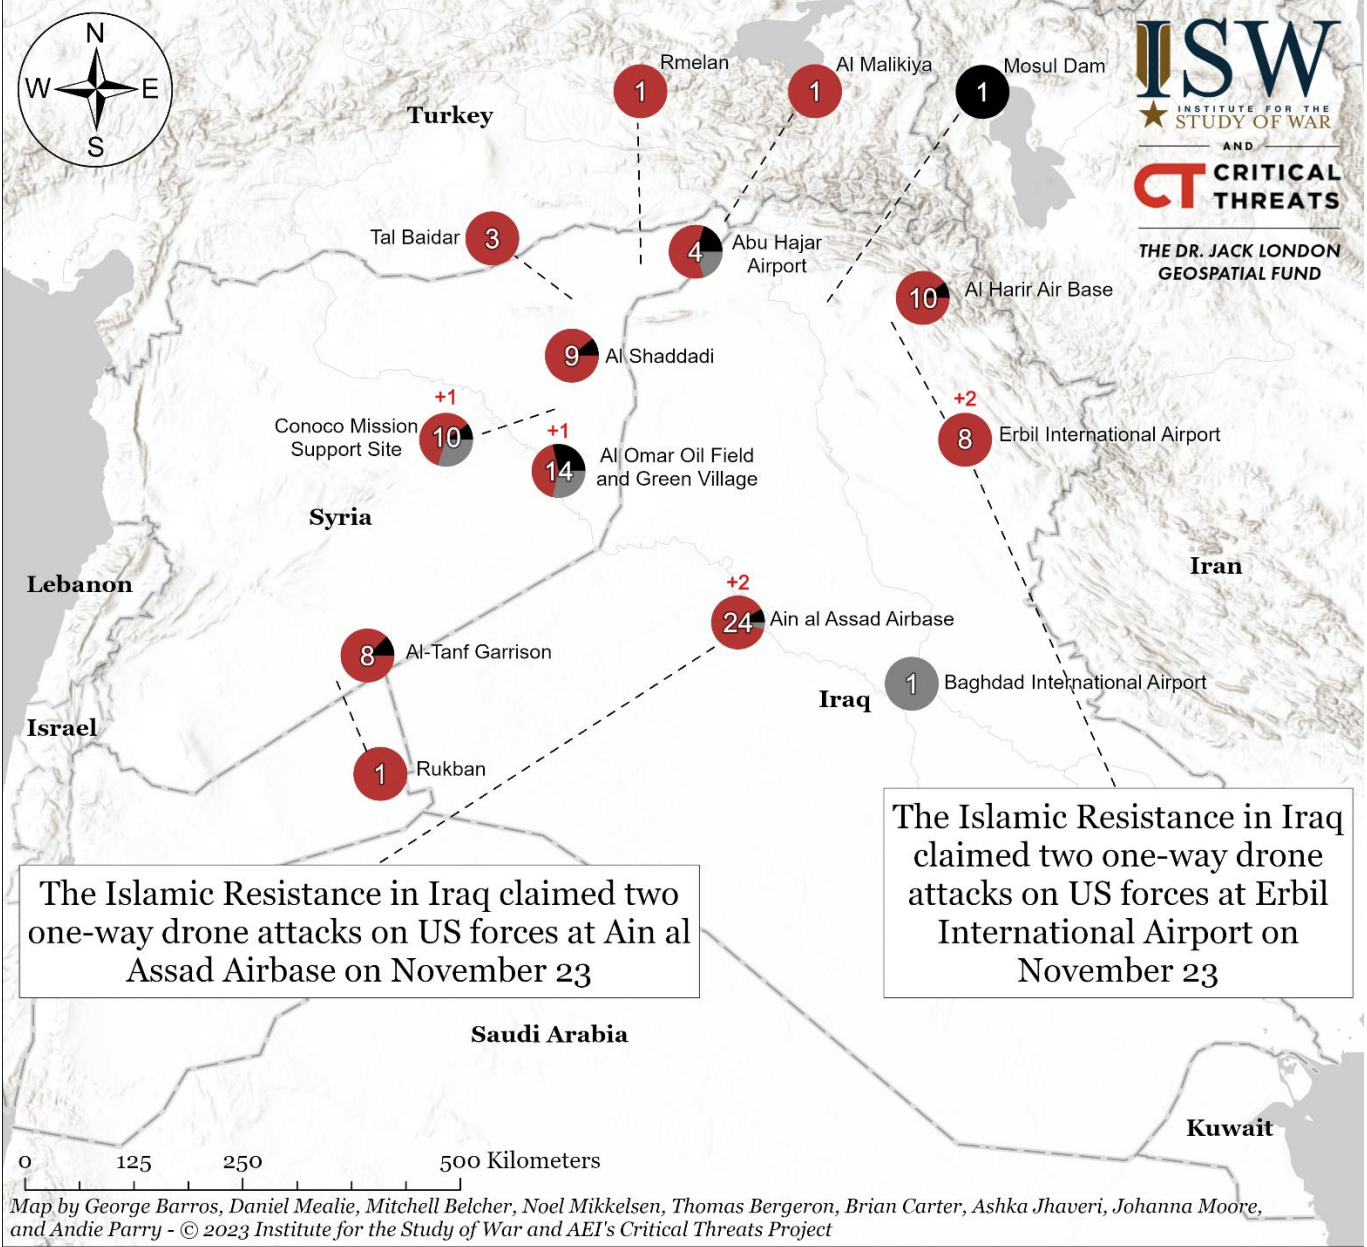 N
W
E
S
Turkey
1
Rmelan
1
Al Malikiya
1
Mosul Dam
ISW
INSTITUTE FOR THE
STUDY OF WAR
AND
CT CRITICAL
THREATS
THE DR. JACK LONDON
GEOSPATIAL FUND
Tal Baidar
3
4
Abu Hajar
Airport
10
Al Harir Air Base
9
Al Shaddadi
+1
Conoco Mission
Support Site
10
+1
14
Al Omar Oil Field
and Green Village
+2
8
Erbil International Airport
Syria
Lebanon
Iran
+2
24
Ain al Assad Airbase
8
Al-Tanf Garrison
1
Baghdad International Airport
Iraq
Israel
1
Rukban
The Islamic Resistance in Iraq
claimed two one-way drone
attacks on US forces at Erbil
International Airport on
November 23
The Islamic Resistance in Iraq claimed two
one-way drone attacks on US forces at Ain al
Assad Airbase on November 23
Saudi Arabia
Kuwait
0 125 250 500 Kilometers
Map by George Barros, Daniel Mealie, Mitchell Belcher, Noel Mikkelsen, Thomas Bergeron, Brian Carter, Ashka Jhaveri, Johanna Moore,
and Andie Parry - © 2023 Institute for the Study of War and AEI's Critical Threats Project